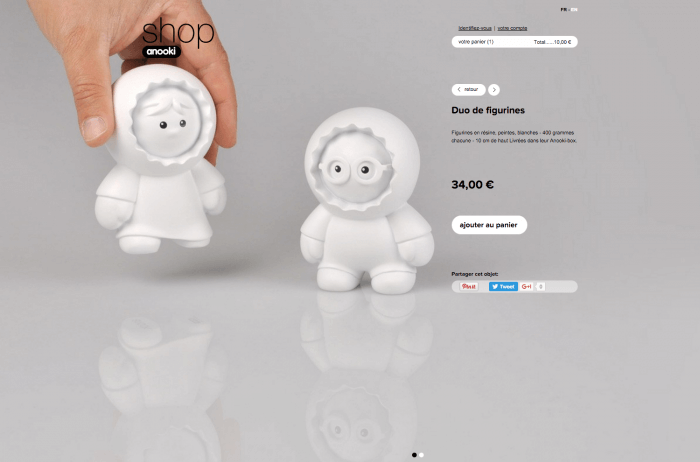 FR / EN
shop
anooki
Identifiez-vous | votre compte
votre panier (1) Total......10,00 €
retour
Duo de figurines
Figurines en résine, peintes, blanches - 400 grammes
chacune - 10 cm de haut Livrées dans leur Anooki-box.
34,00 €
ajouter au panier
Partager cet objet:
Pin it Tweet G+1 0